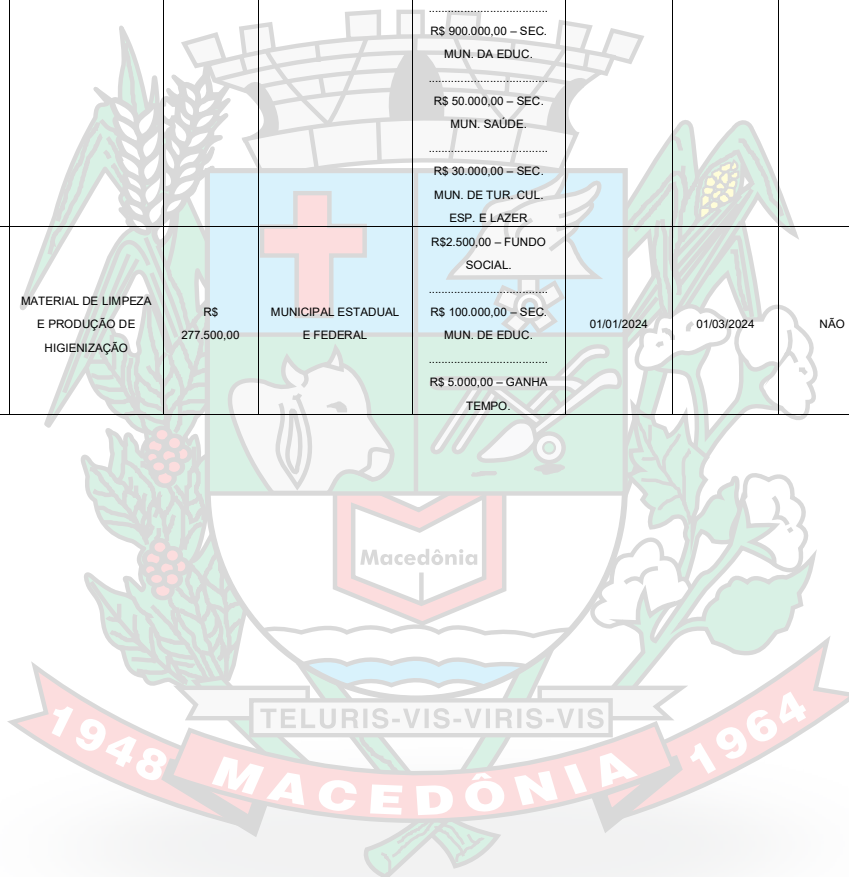 ....................................
R$ 900.000,00 – SEC.
MUN. DA EDUC.
....................................
R$ 50.000,00 – SEC.
MUN. SAÚDE.
....................................
R$ 30.000,00 – SEC.
MUN. DE TUR. CUL.
ESP. E LAZER
MATERIAL DE LIMPEZA
E PRODUÇÃO DE
HIGIENIZAÇÃO
R$
277.500,00
MUNICIPAL ESTADUAL
E FEDERAL
R$2.500,00 – FUNDO
SOCIAL.
....................................
R$ 100.000,00 – SEC.
MUN. DE EDUC.
....................................
R$ 5.000,00 – GANHA
TEMPO.
01/01/2024
01/03/2024
NÃO
Macedônia
TELURIS-VIS-VIRIS-VIS
1948
MACEDÔNIA
1964